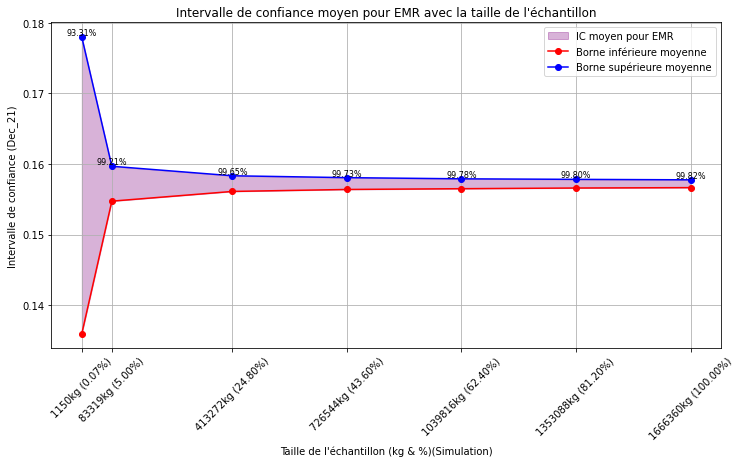 Intervalle de confiance moyen pour EMR avec la taille de l'échantillon
IC moyen pour EMR
Borne inférieure moyenne
Borne supérieure moyenne
Intervalle de confiance (Dec_21)
0.18
0.17
0.16
0.15
0.14
93.31%
99.21%
99.65%
99.73%
99.78%
99.80%
99.82%
1150kg (0.07%)
83319kg (5.00%)
413272kg (24.80%)
726544kg (43.60%)
1039816kg (62.40%)
1353088kg (81.20%)
1666360kg (100.00%)
Taille de l'échantillon (kg & %)(Simulation)